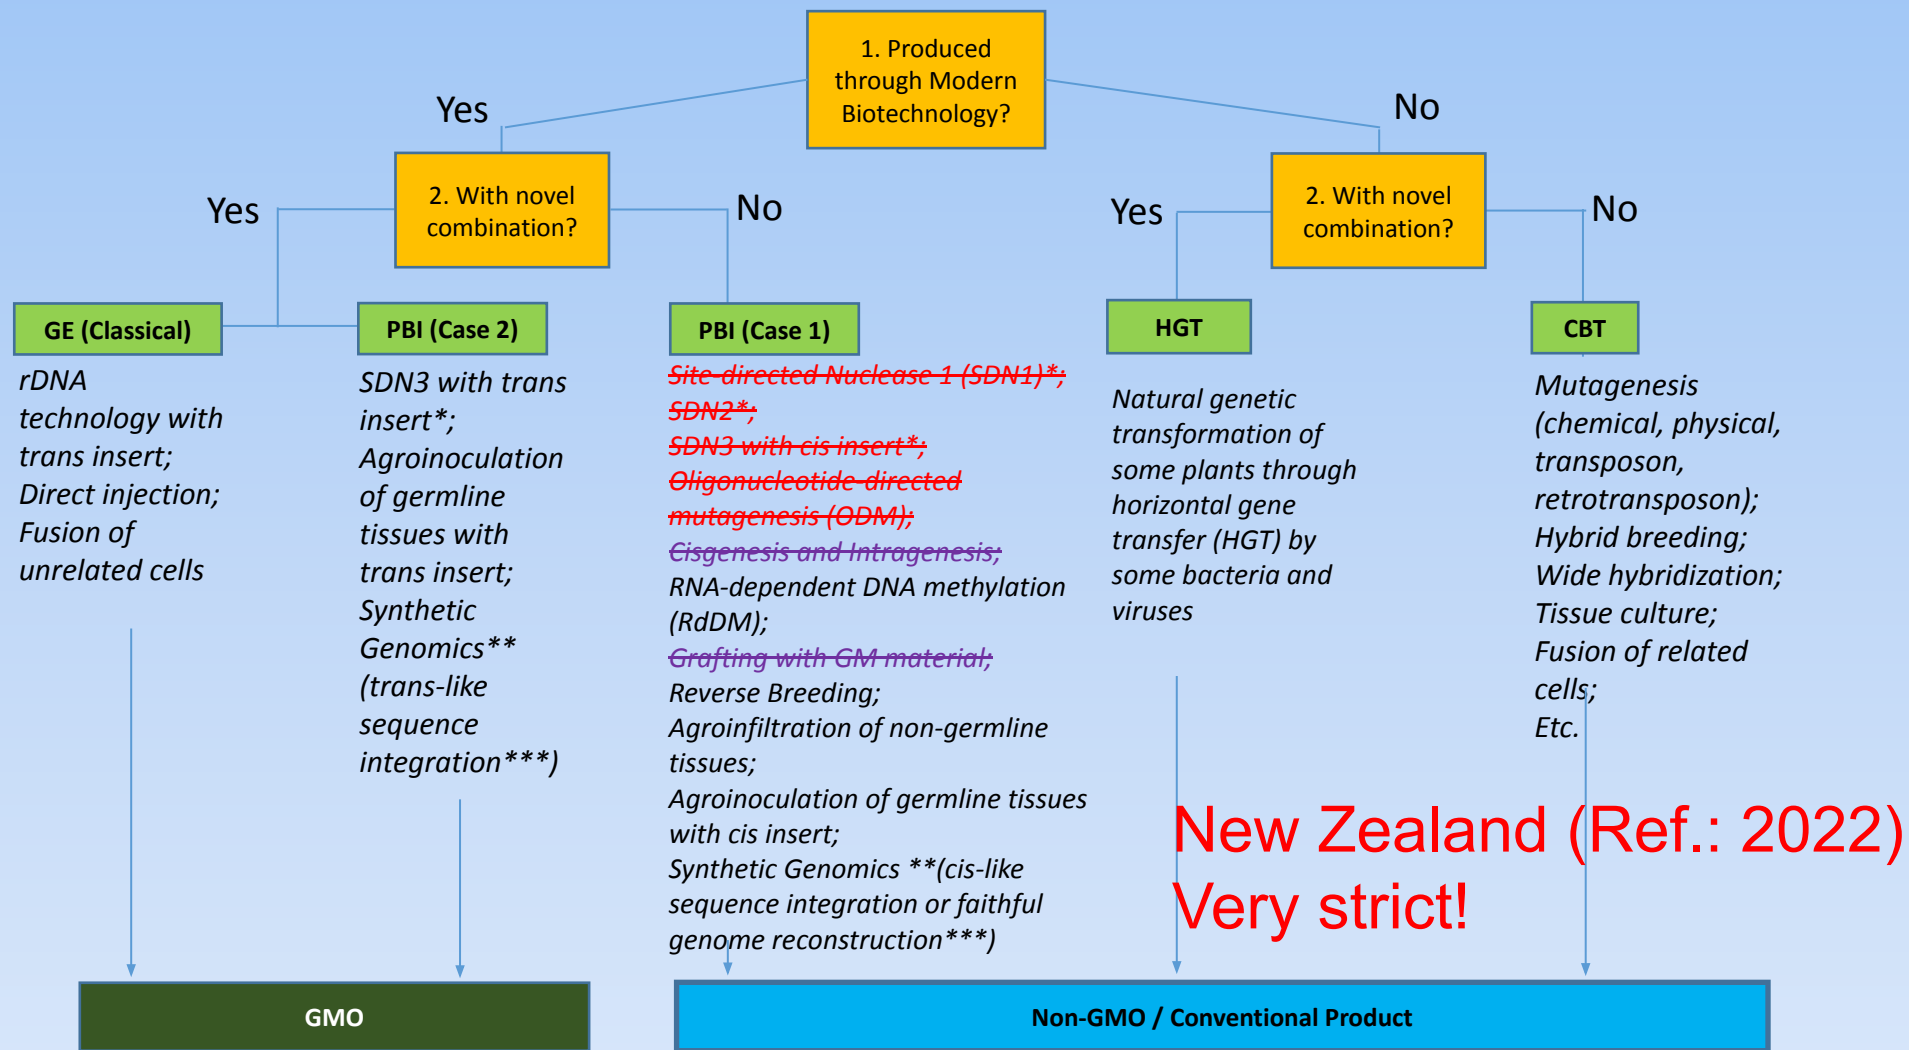 1. Produced
through Modern
Biotechnology?
Yes
No
2. With novel
combination?
2. With novel
combination?
Yes
No
Yes
No
GE (Classical)
rDNA
technology with
trans insert;
Direct injection;
Fusion of
unrelated cells
PBI (Case 2)
SDN3 with trans
insert*;
Agroinoculation
of germline
tissues with
trans insert;
Synthetic
Genomics**
(trans-like
sequence
integration***)
PBI (Case 1)
Site-directed Nuclease 1 (SDN1)*;
SDN2*;
SDN3 with cis insert*;
Oligonucleotide-directed
mutagenesis (ODM);
Cisgenesis and Intragenesis;
RNA-dependent DNA methylation
(RdDM);
Grafting with GM material;
Reverse Breeding;
Agroinfiltration of non-germline
tissues;
Agroinoculation of germline tissues
with cis insert;
Synthetic Genomics **(cis-like
sequence integration or faithful
genome reconstruction***)
HGT
Natural genetic
transformation of
some plants through
horizontal gene
transfer (HGT) by
some bacteria and
viruses
CBT
Mutagenesis
(chemical, physical,
transposon,
retrotransposon);
Hybrid breeding;
Wide hybridization;
Tissue culture;
Fusion of related
cells;
Etc.
New Zealand (Ref.: 2022)
Very strict!
GMO
Non-GMO / Conventional Product